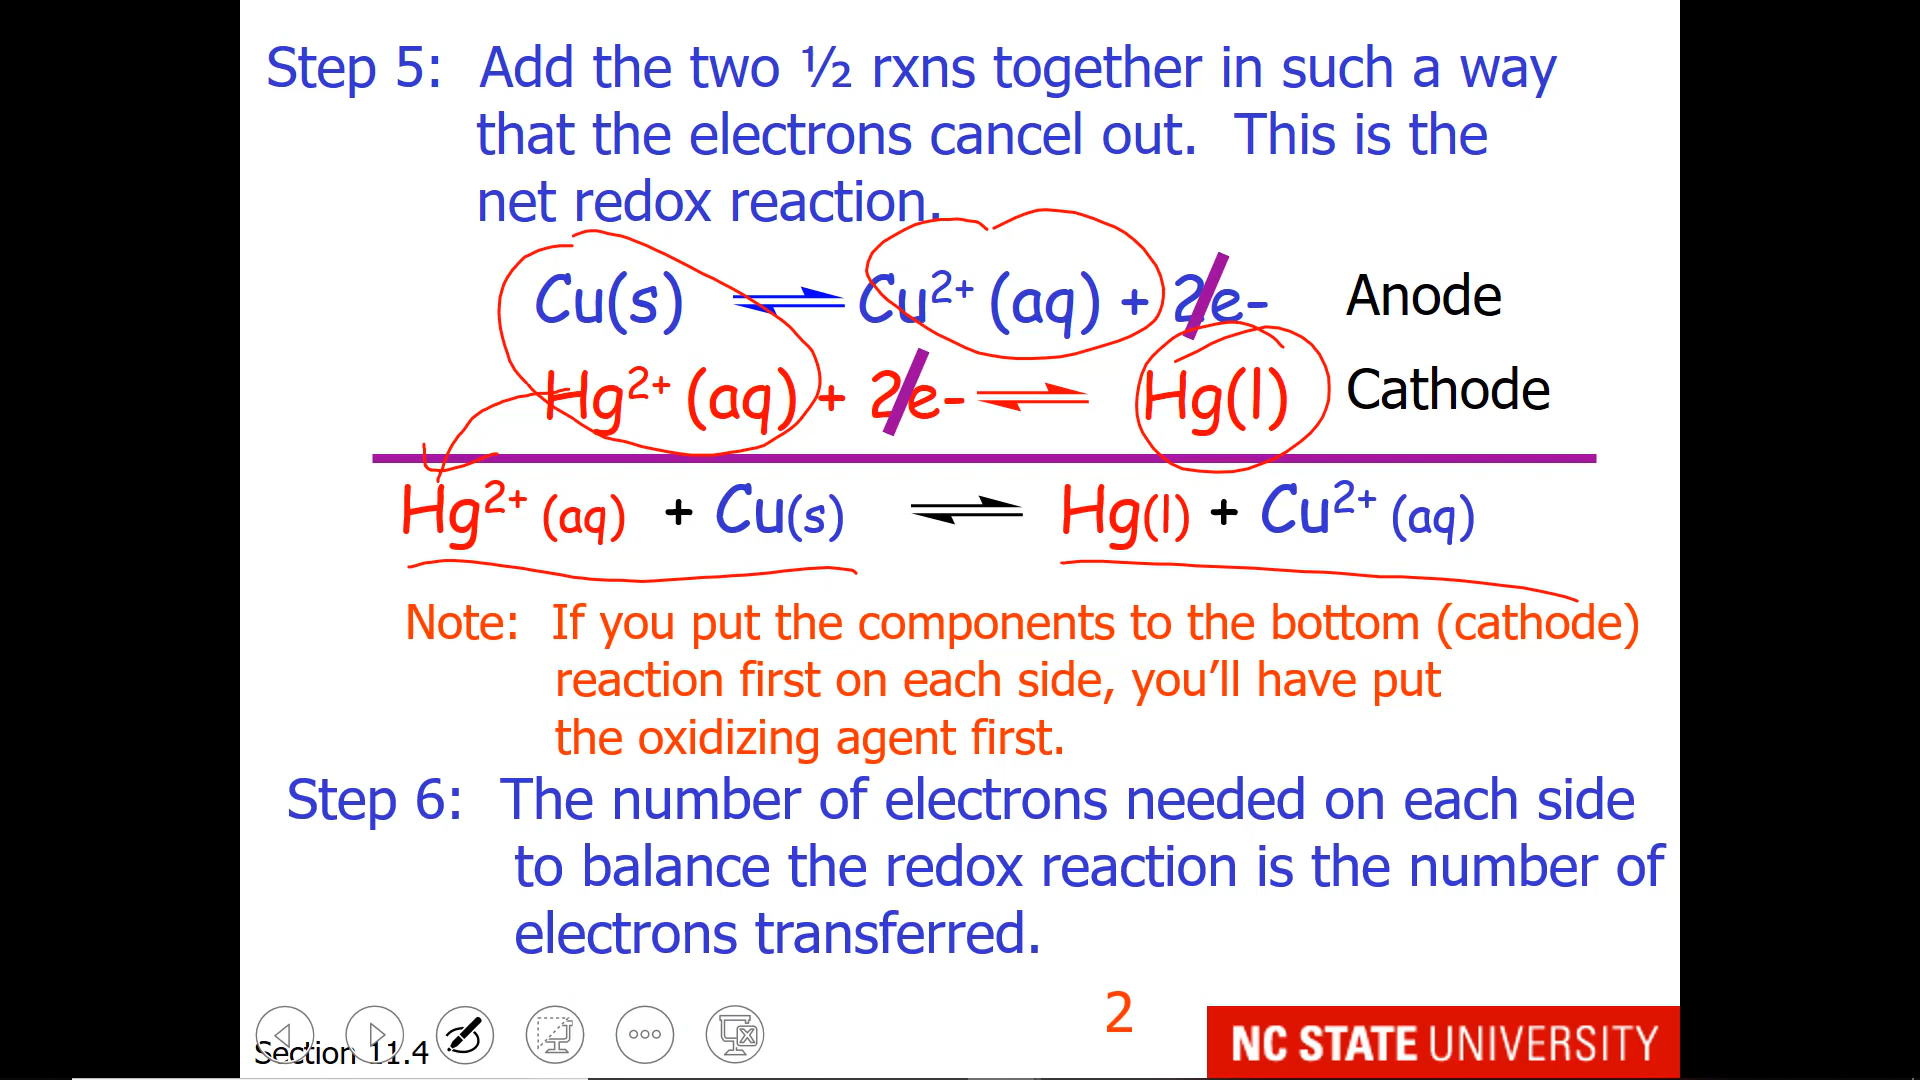 Step 5: Add the two ½ rxns together in such a way
that the electrons cancel out. This is the
net redox reaction.
Cu(s) ⇌ Cu²⁺ (aq) + 2e- Anode
Hg²⁺ (aq) + 2e- ⇌ Hg(l) Cathode
Hg²⁺ (aq) + Cu(s) ⇌ Hg(l) + Cu²⁺ (aq)
Note: If you put the components to the bottom (cathode)
reaction first on each side, you’ll have put
the oxidizing agent first.
Step 6: The number of electrons needed on each side
to balance the redox reaction is the number of
electrons transferred.
2
Section 11.4
NC STATE UNIVERSITY